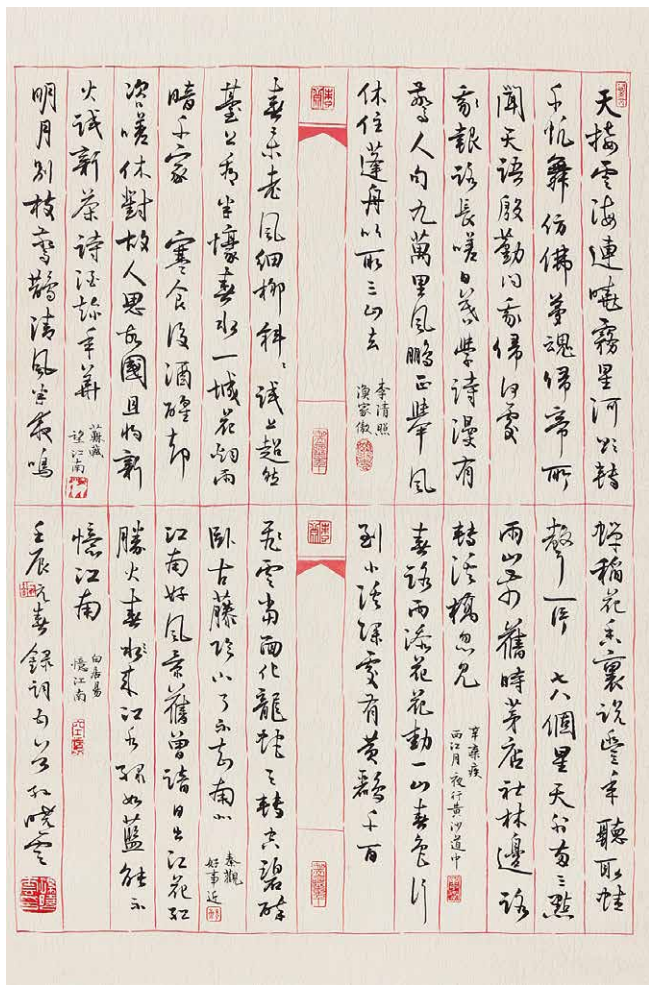 天接雲海連曉霧星河欲轉
千帆舞仿佛夢魂歸帝所
聞天語殷勤问我歸何處
我報路長嗟日暮學詩漫有
驚人句九萬里風鵬正舉風
休住蓬舟吹取三山去
李清照
漁家傲
春未老風細柳斜斜試上超然
臺上看半壕春水一城花烟雨
暗千家 寒食後酒醒却
咨嗟休對故人思故國且將新
火試新茶詩酒趁年華
蘇軾
望江南
明月別枝驚鵲清風半夜鳴
蟬稻花香裏說豐年聽取蛙
聲一片 七八個星天外兩三點
雨山前舊時茅店社林邊路
轉溪橋忽見
辛棄疾
西江月 夜行黃沙道中
春路雨添花花動一山春色行
到小溪深處有黃鸝千百
飛雲當面化龍蛇夭轉空碧醉
臥古藤陰下了不知南北
秦觀
好事近
江南好風景舊曾諳日出江花紅
勝火春來江水綠如藍能不
憶江南
白居易
憶江南
壬辰元春錄詞 曉雲